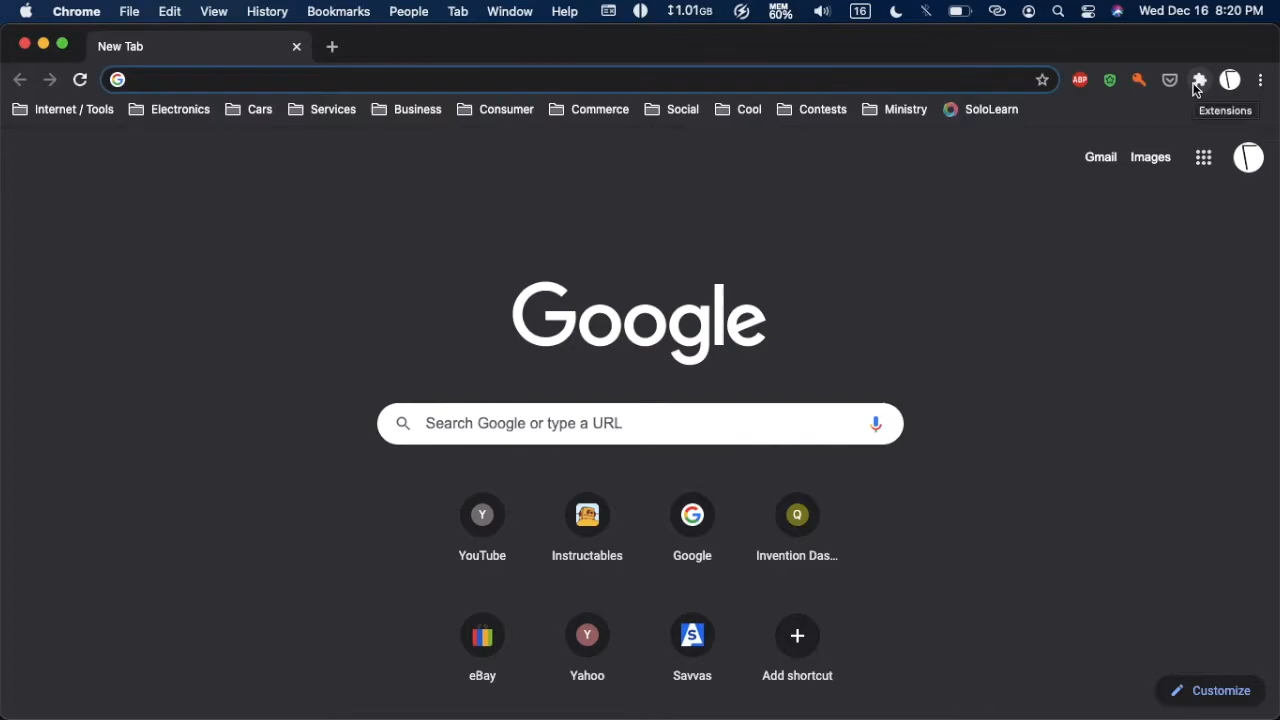 Chrome File Edit View History Bookmarks People Tab Window Help 1.01GB MEM 60% 16 Wed Dec 16 8:20 PM
New Tab
ABP
Internet / Tools Electronics Cars Services Business Consumer Commerce Social Cool Contests Ministry SoloLearn
Extensions
Gmail Images
Google
Search Google or type a URL
Y Q
YouTube Instructables Google Invention Das...
Y S
eBay Yahoo Savvas Add shortcut
Customize